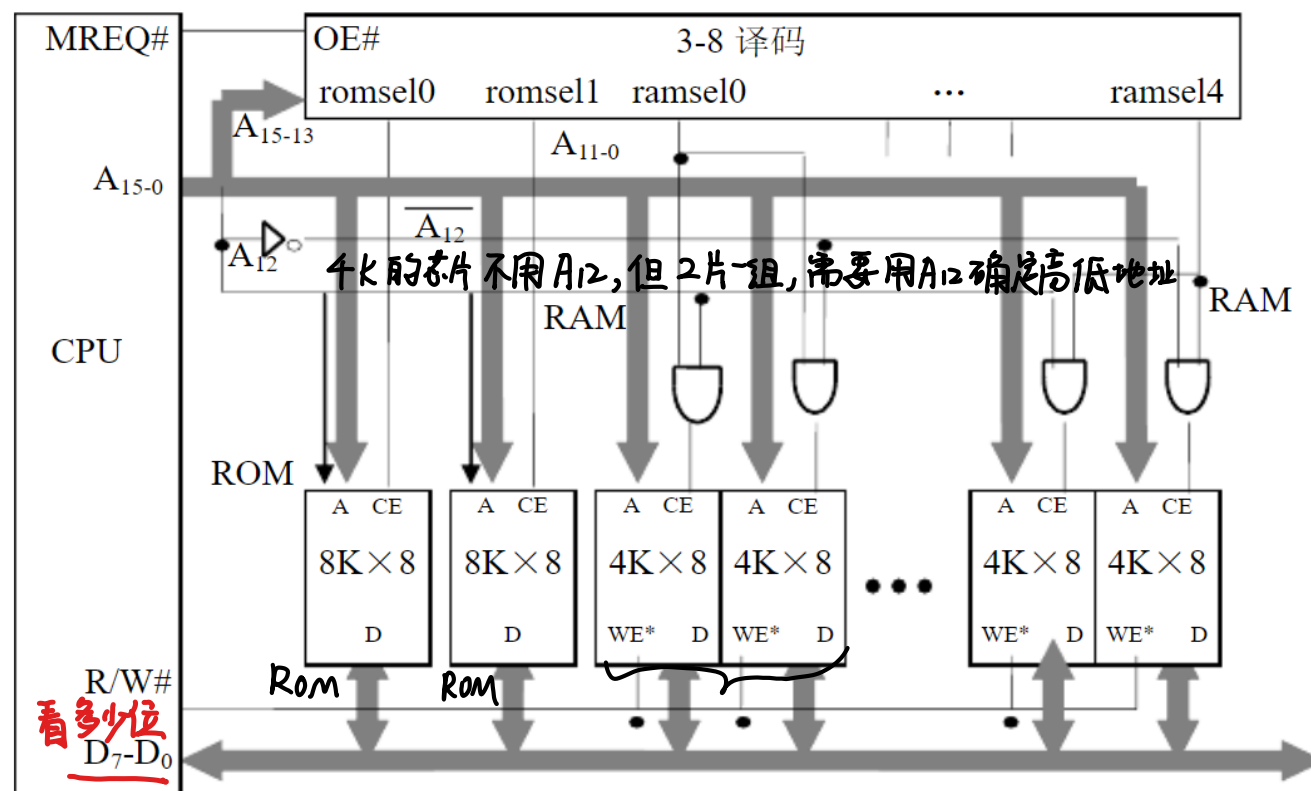 MREQ#
OE#
3-8 译码
romsel0 romsel1 ramsel0 ... ramsel4
A15-13
A11-0
A15-0
A12
A12
4K的芯片不用A12,但2片一组,需要用A12确定高低地址
RAM
RAM
CPU
ROM
A CE A CE A CE A CE A CE A CE
8K×8 8K×8 4K×8 4K×8 ••• 4K×8 4K×8
D D WE* D WE* D WE* D WE* D
R/W#
ROM ROM
看多少位
D7-D0